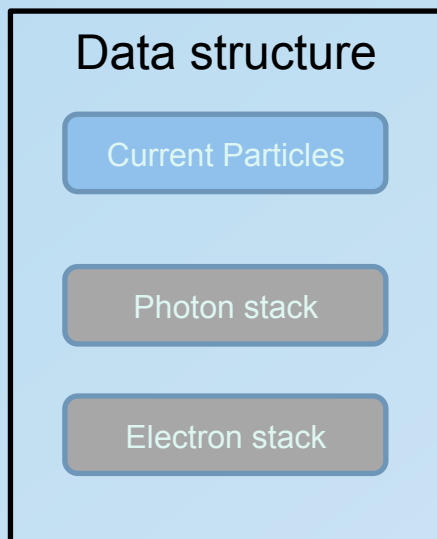 Data structure
Current Particles
Photon stack
Electron stack